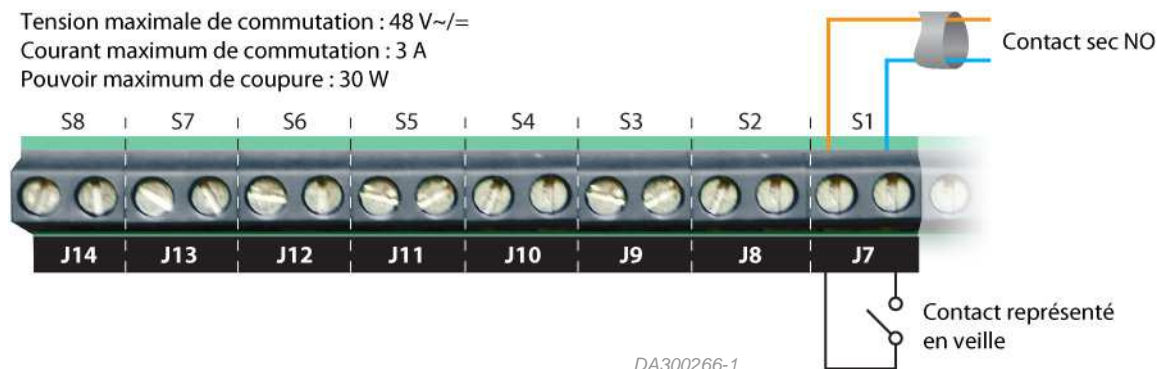 Tension maximale de commutation : 48 V~/=
Courant maximum de commutation : 3 A
Pouvoir maximum de coupure : 30 W
Contact sec NO
S8 S7 S6 S5 S4 S3 S2 S1
J14 J13 J12 J11 J10 J9 J8 J7
Contact représenté
en veille
DA300266-1